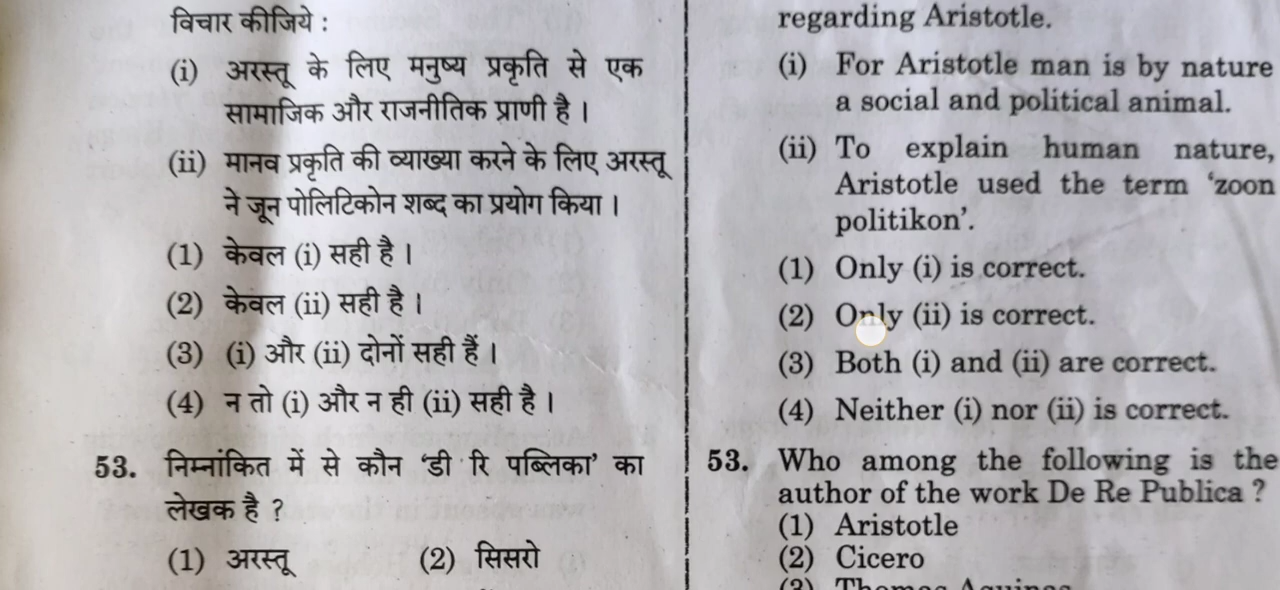 विचार कीजिये :
(i) अरस्तू के लिए मनुष्य प्रकृति से एक
सामाजिक और राजनीतिक प्राणी है ।
(ii) मानव प्रकृति की व्याख्या करने के लिए अरस्तू
ने जून पोलिटिकोन शब्द का प्रयोग किया ।
(1) केवल (i) सही है ।
(2) केवल (ii) सही है ।
(3) (i) और (ii) दोनों सही हैं ।
(4) न तो (i) और न ही (ii) सही है ।
53. निम्नांकित में से कौन ‘डी रि पब्लिका’ का
लेखक है ?
(1) अरस्तू (2) सिसरो
regarding Aristotle.
(i) For Aristotle man is by nature
a social and political animal.
(ii) To explain human nature,
Aristotle used the term ‘zoon
politikon’.
(1) Only (i) is correct.
(2) Only (ii) is correct.
(3) Both (i) and (ii) are correct.
(4) Neither (i) nor (ii) is correct.
53. Who among the following is the
author of the work De Re Publica ?
(1) Aristotle
(2) Cicero
(3) Thomas Aquinas